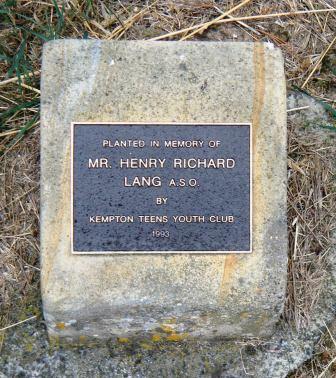 PLANTED IN MEMORY OF
MR. HENRY RICHARD
LANG A.S.O.
BY
KEMPTON TEENS YOUTH CLUB
1993